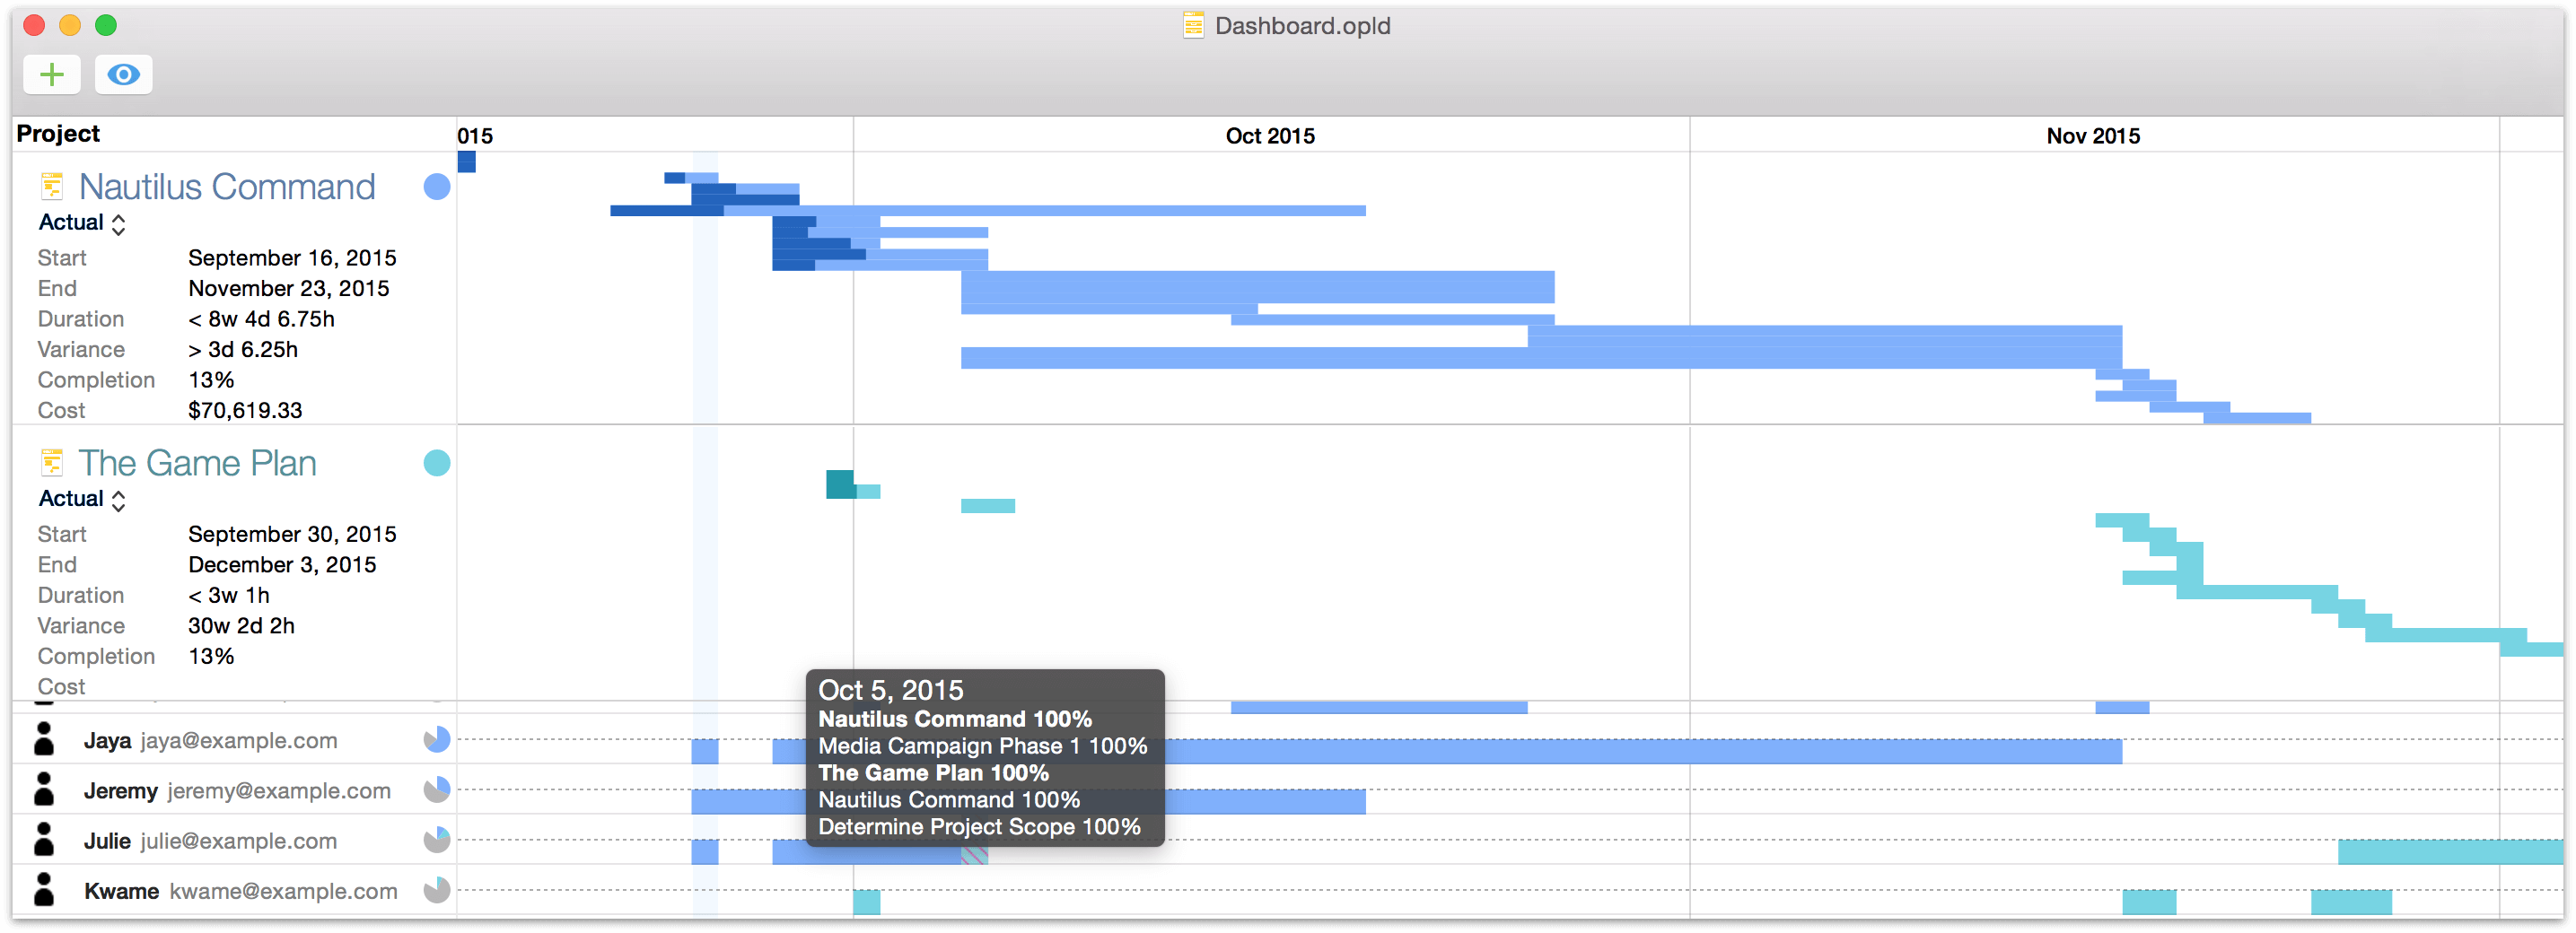 Dashboard.opld
Project
015
Oct 2015
Nov 2015
Nautilus Command
Actual
Start September 16, 2015
End November 23, 2015
Duration < 8w 4d 6.75h
Variance > 3d 6.25h
Completion 13%
Cost $70,619.33
The Game Plan
Actual
Start September 30, 2015
End December 3, 2015
Duration < 3w 1h
Variance 30w 2d 2h
Completion 13%
Cost
Oct 5, 2015
Nautilus Command 100%
Media Campaign Phase 1 100%
The Game Plan 100%
Nautilus Command 100%
Determine Project Scope 100%
Jaya jaya@example.com
Jeremy jeremy@example.com
Julie julie@example.com
Kwame kwame@example.com